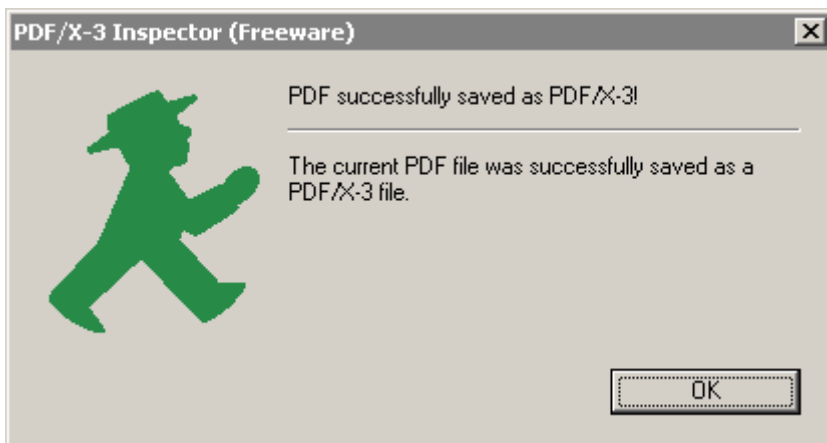 PDF/X-3 Inspector (Freeware)
PDF successfully saved as PDF/X-3!
The current PDF file was successfully saved as a
PDF/X-3 file.
OK